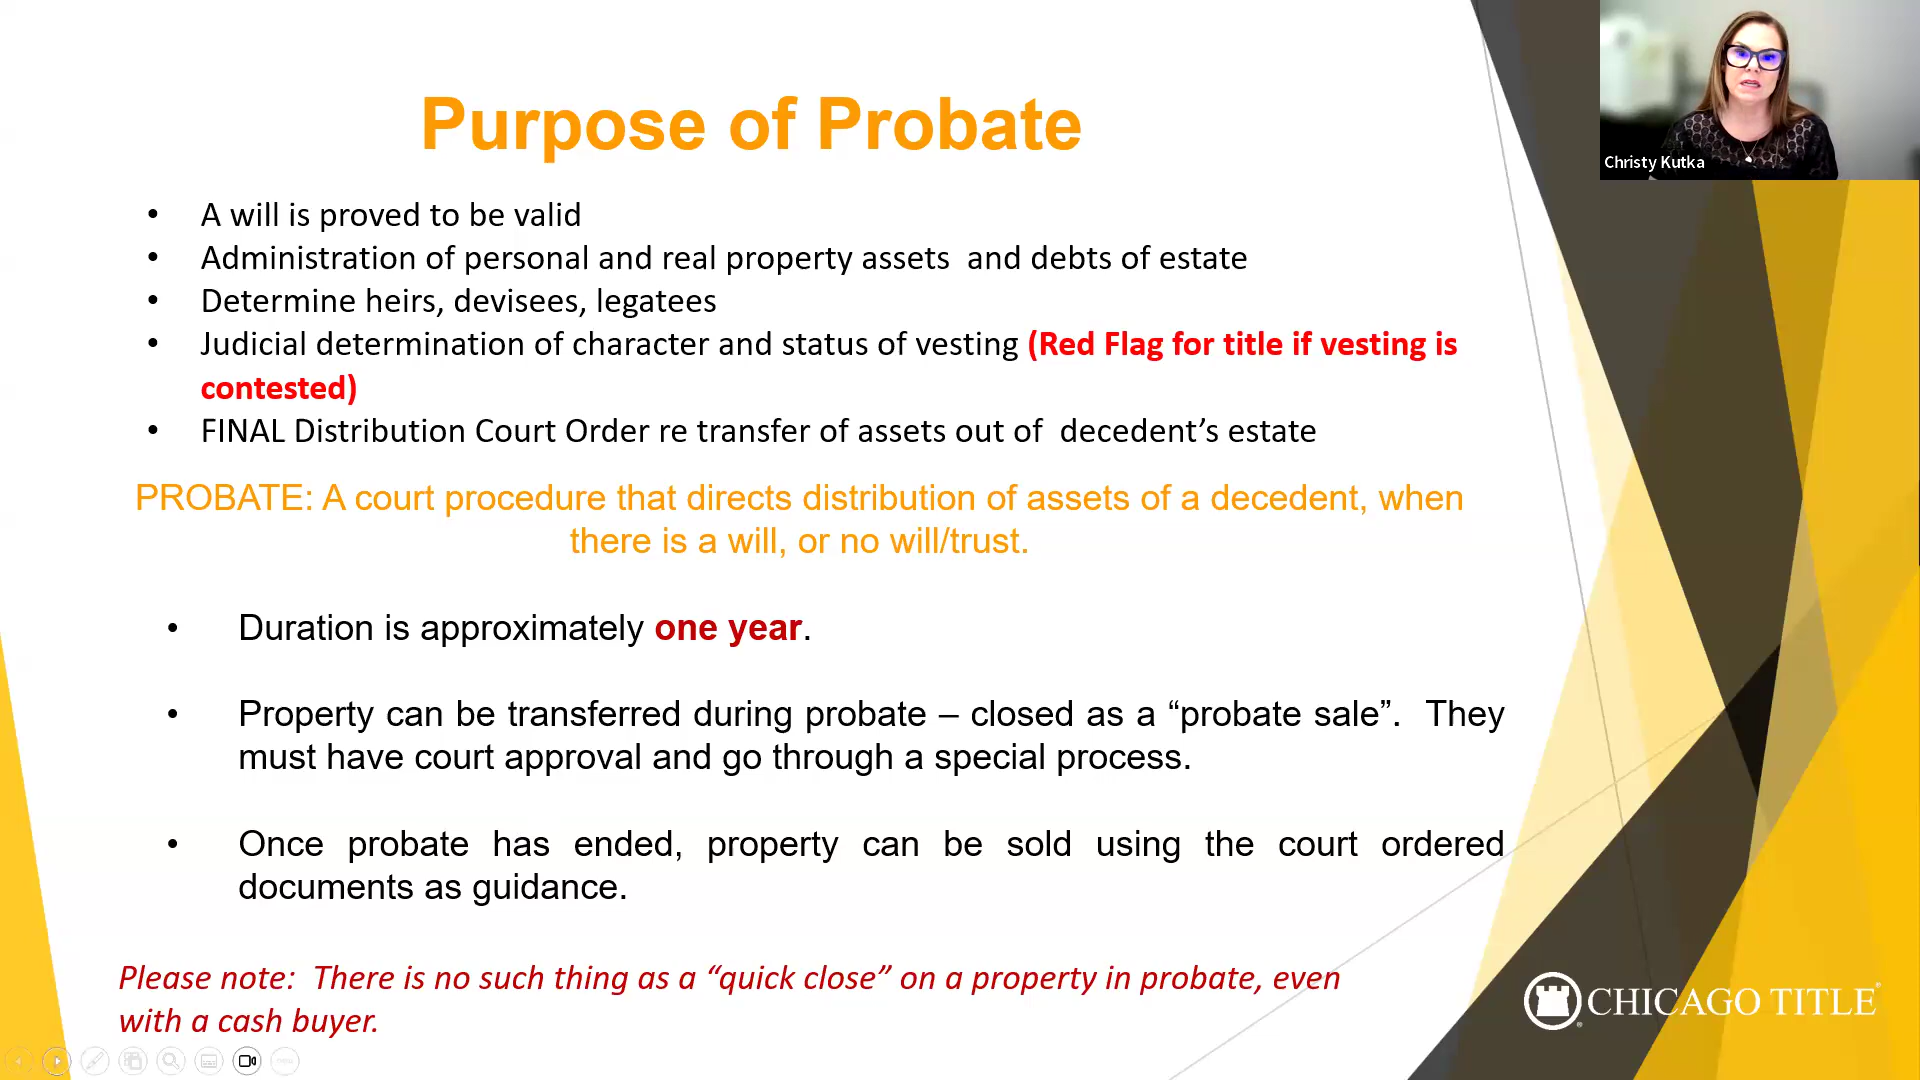 Purpose of Probate
Christy Kutka
• A will is proved to be valid
• Administration of personal and real property assets  and debts of estate
• Determine heirs, devisees, legatees
• Judicial determination of character and status of vesting (Red Flag for title if vesting is
contested)
• FINAL Distribution Court Order re transfer of assets out of  decedent’s estate
PROBATE: A court procedure that directs distribution of assets of a decedent, when
there is a will, or no will/trust.
• Duration is approximately one year.
• Property can be transferred during probate – closed as a “probate sale”.  They
must have court approval and go through a special process.
• Once probate has ended, property can be sold using the court ordered
documents as guidance.
Please note:  There is no such thing as a “quick close” on a property in probate, even
with a cash buyer.
CHICAGO TITLE